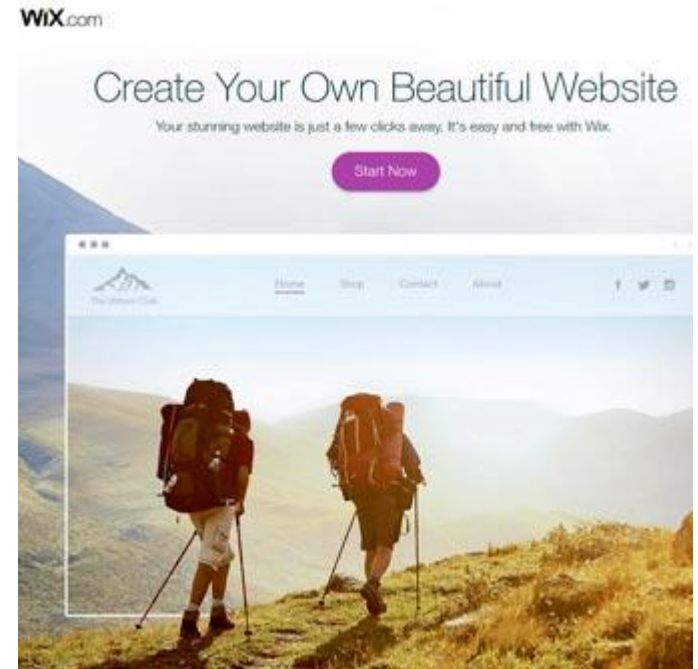 WiX.com
Create Your Own Beautiful Website
Your stunning website is just a few clicks away. It's easy and free with Wix.
Start Now
Home Shop Contact About